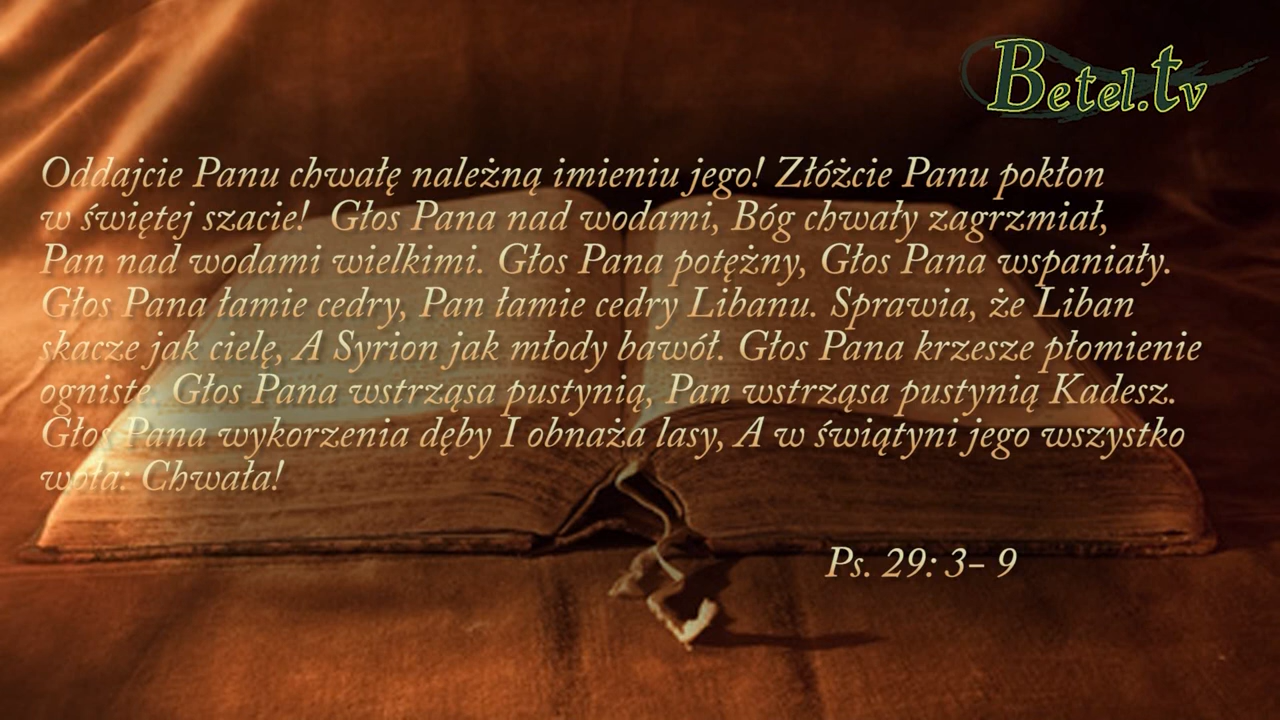 Betel.tv
Oddajcie Panu chwałę należną imieniu jego! Złóżcie Panu pokłon
w świętej szacie! Głos Pana nad wodami, Bóg chwały zagrzmiał,
Pan nad wodami wielkimi. Głos Pana potężny, Głos Pana wspaniały.
Głos Pana łamie cedry, Pan łamie cedry Libanu. Sprawia, że Liban
skacze jak cielę, A Syrion jak młody bawół. Głos Pana krzesze płomienie
ogniste. Głos Pana wstrząsa pustynią, Pan wstrząsa pustynią Kadesz.
Głos Pana wykorzenia dęby I obnaża lasy, A w świątyni jego wszystko
woła: Chwała!
Ps. 29: 3– 9